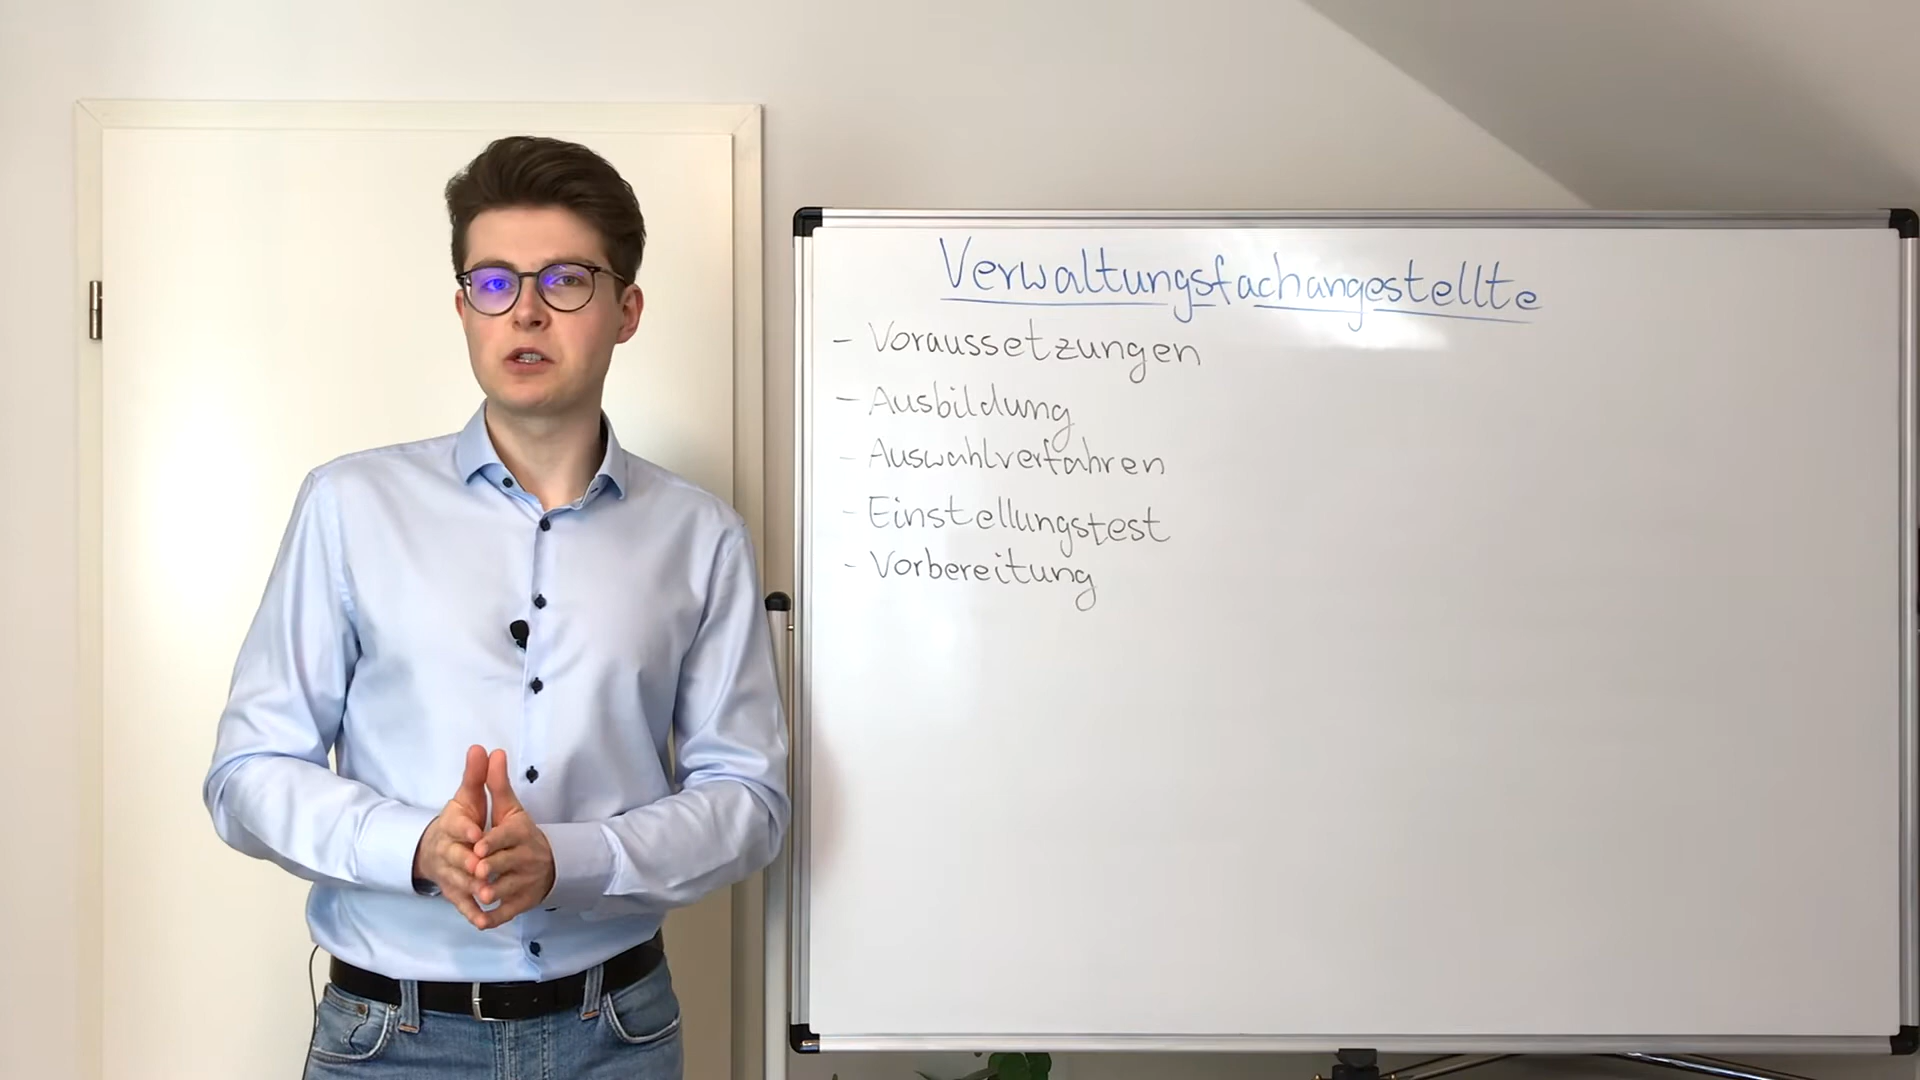 Verwaltungsfachangestellte
- Voraussetzungen
- Ausbildung
- Auswahlverfahren
- Einstellungstest
- Vorbereitung